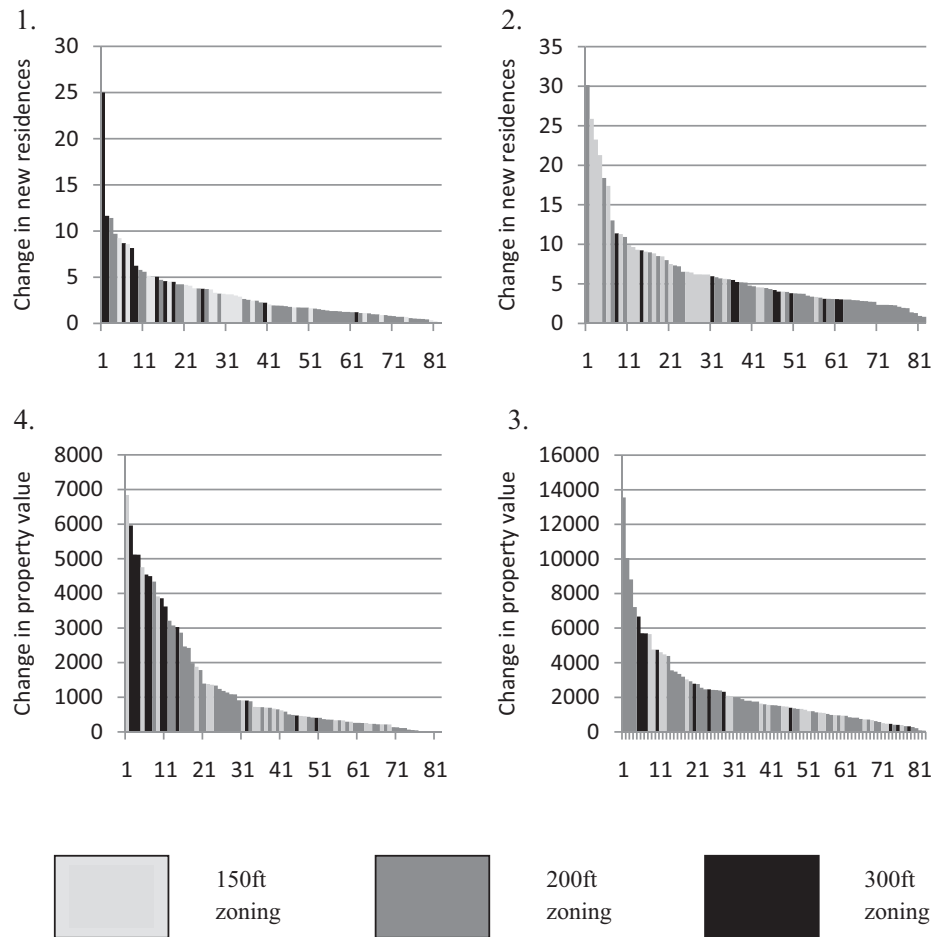 1.
Change in new residences
30
25
20
15
10
5
0
1 11 21 31 41 51 61 71 81
2.
Change in new residences
35
30
25
20
15
10
5
0
1 11 21 31 41 51 61 71 81
4.
Change in property value
8000
7000
6000
5000
4000
3000
2000
1000
0
1 11 21 31 41 51 61 71 81
3.
Change in property value
16000
14000
12000
10000
8000
6000
4000
2000
0
1 11 21 31 41 51 61 71 81
150ft
zoning
200ft
zoning
300ft
zoning